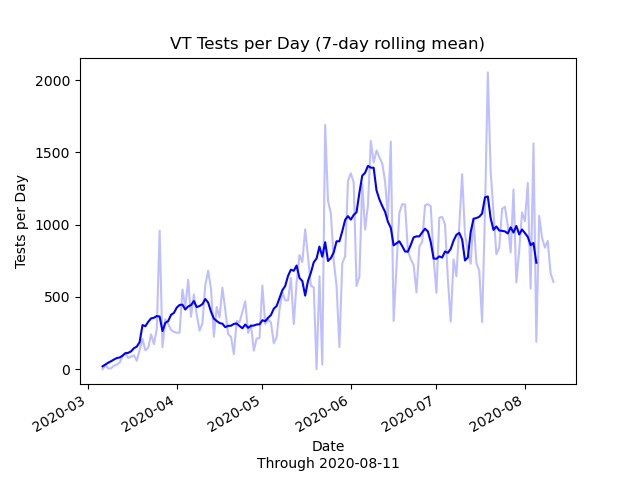 VT Tests per Day (7-day rolling mean)
2000
1500
1000
500
0
Tests per Day
2020-03
2020-04
2020-05
2020-06
2020-07
2020-08
Date
Through 2020-08-11